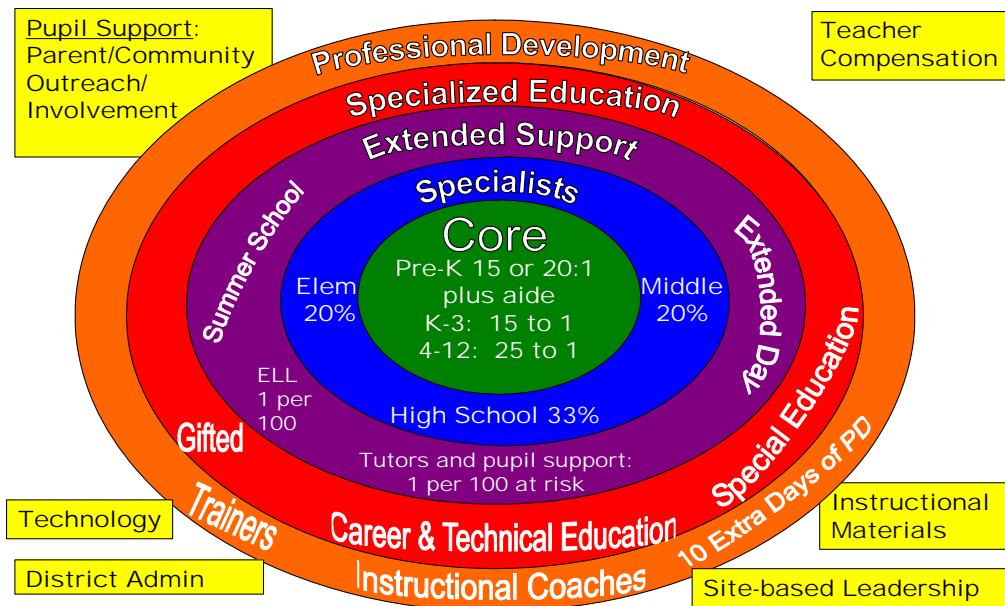 Pupil Support:
Parent/Community
Outreach/
Involvement
Teacher
Compensation
Professional Development
Specialized Education
Extended Support
Specialists
Core
Pre-K 15 or 20:1
plus aide
K-3: 15 to 1
4-12: 25 to 1
Elem
20%
Middle
20%
High School 33%
Summer School
Extended Day
ELL
1 per
100
Tutors and pupil support:
1 per 100 at risk
Gifted
Career & Technical Education
Special Education
Trainers
Instructional Coaches
10 Extra Days of PD
Technology
District Admin
Instructional
Materials
Site-based Leadership